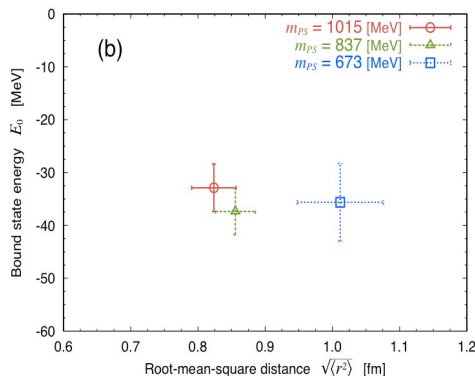 (b)
m_PS = 1015 [MeV]
m_PS = 837 [MeV]
m_PS = 673 [MeV]
Bound state energy E₀ [MeV]
0
-10
-20
-30
-40
-50
-60
0.6 0.7 0.8 0.9 1.0 1.1 1.2
Root-mean-square distance √⟨r²⟩ [fm]